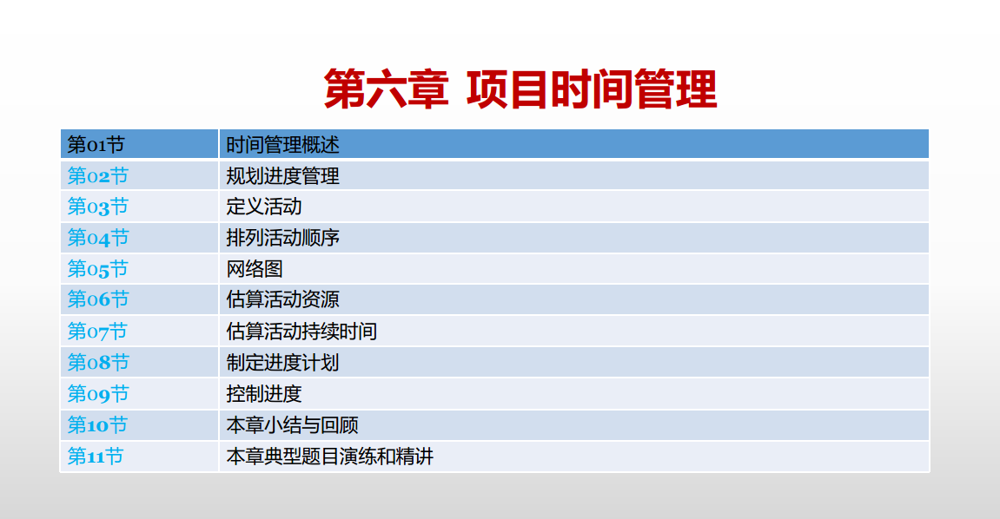 第六章 项目时间管理
第01节 时间管理概述
第02节 规划进度管理
第03节 定义活动
第04节 排列活动顺序
第05节 网络图
第06节 估算活动资源
第07节 估算活动持续时间
第08节 制定进度计划
第09节 控制进度
第10节 本章小结与回顾
第11节 本章典型题目演练和精讲